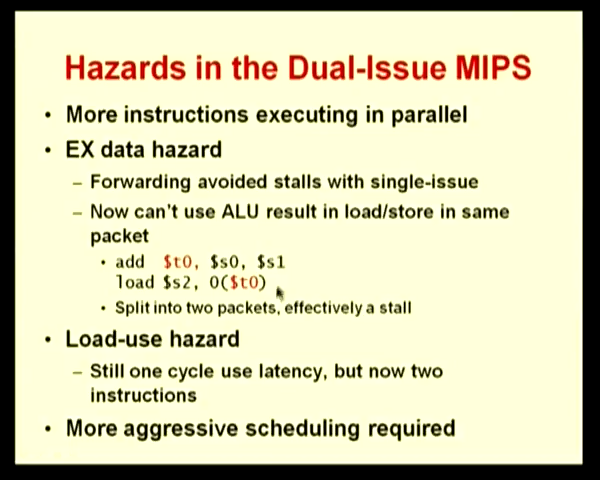 Hazards in the Dual-Issue MIPS
• More instructions executing in parallel
• EX data hazard
– Forwarding avoided stalls with single-issue
– Now can't use ALU result in load/store in same
packet
• add $t0, $s0, $s1
load $s2, 0($t0)
• Split into two packets, effectively a stall
• Load-use hazard
– Still one cycle use latency, but now two
instructions
• More aggressive scheduling required